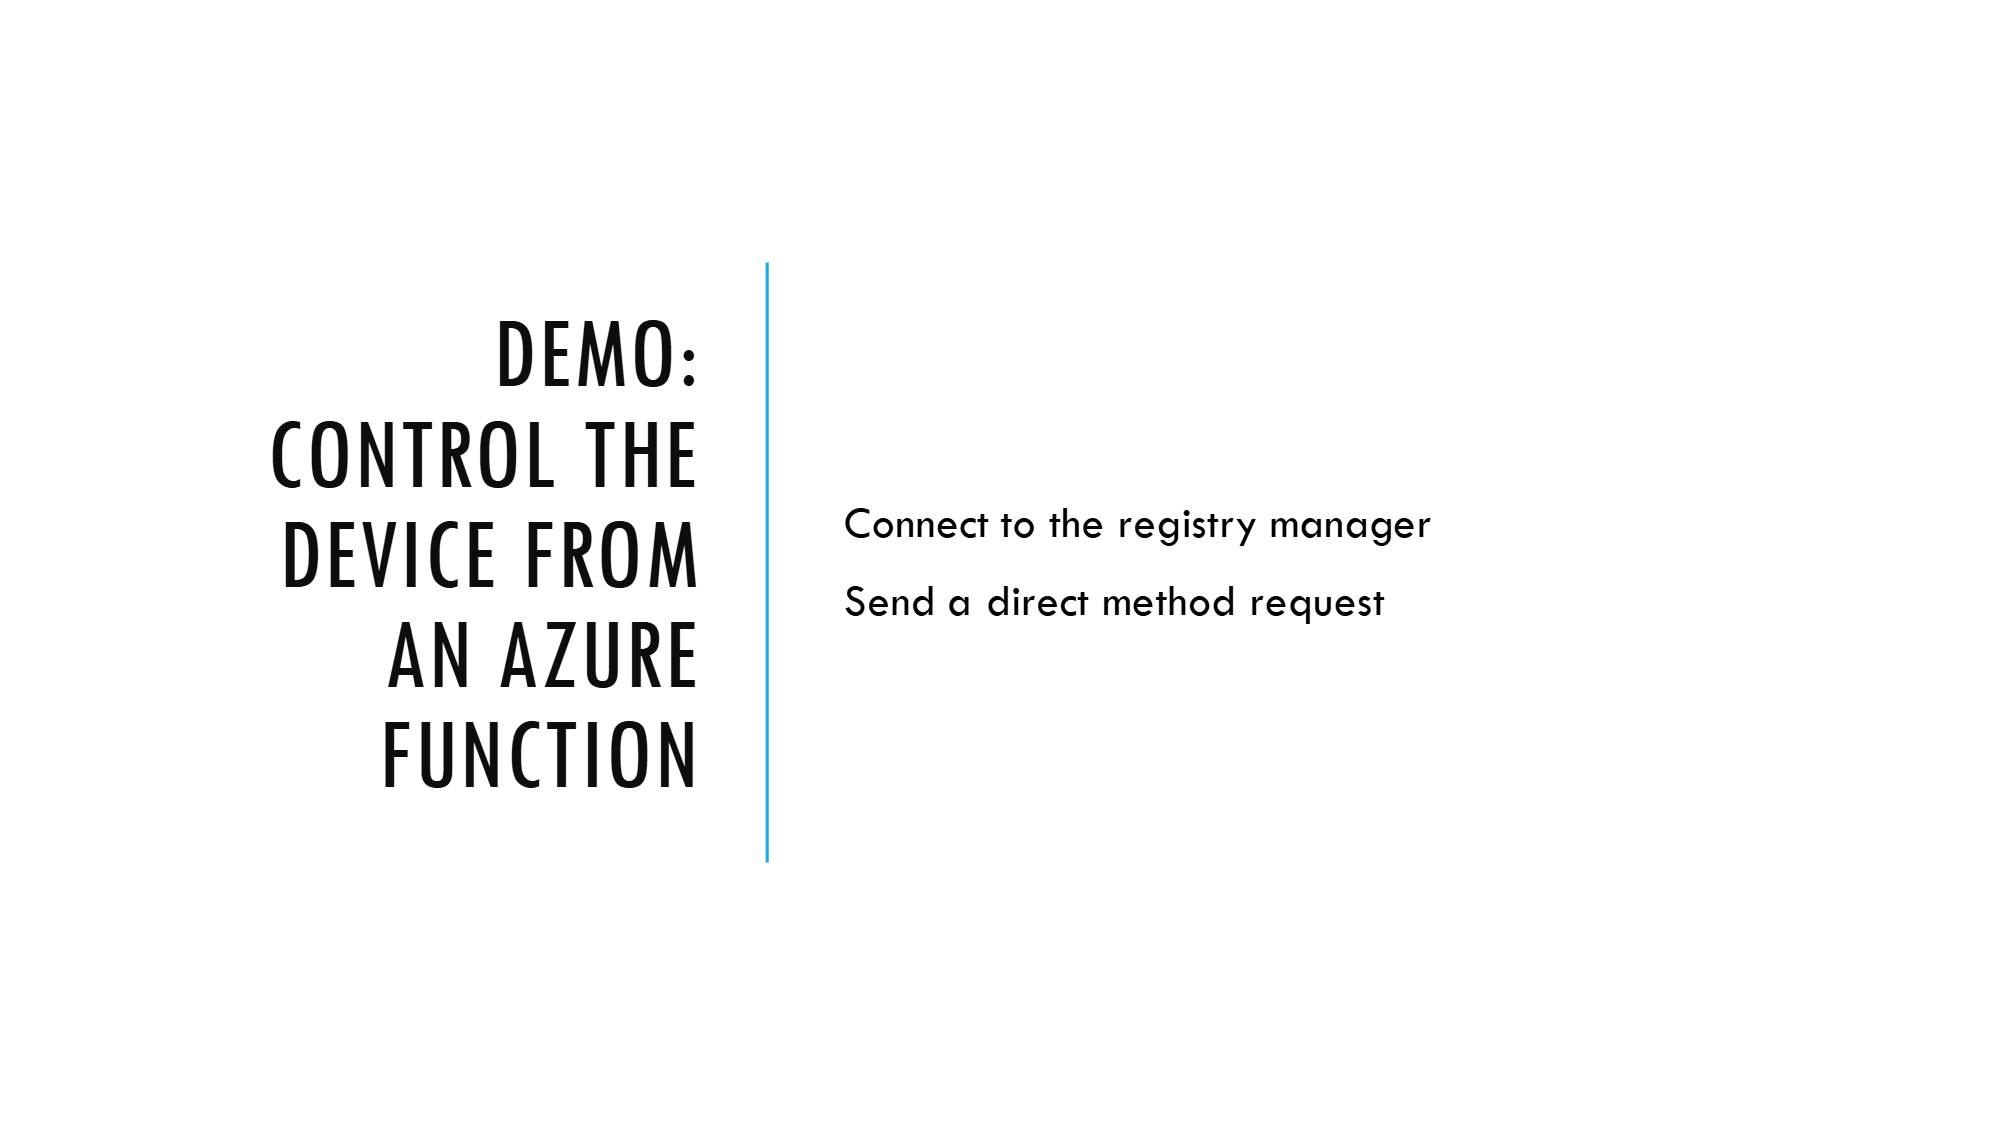 DEMO:
CONTROL THE
DEVICE FROM
AN AZURE
FUNCTION
Connect to the registry manager
Send a direct method request